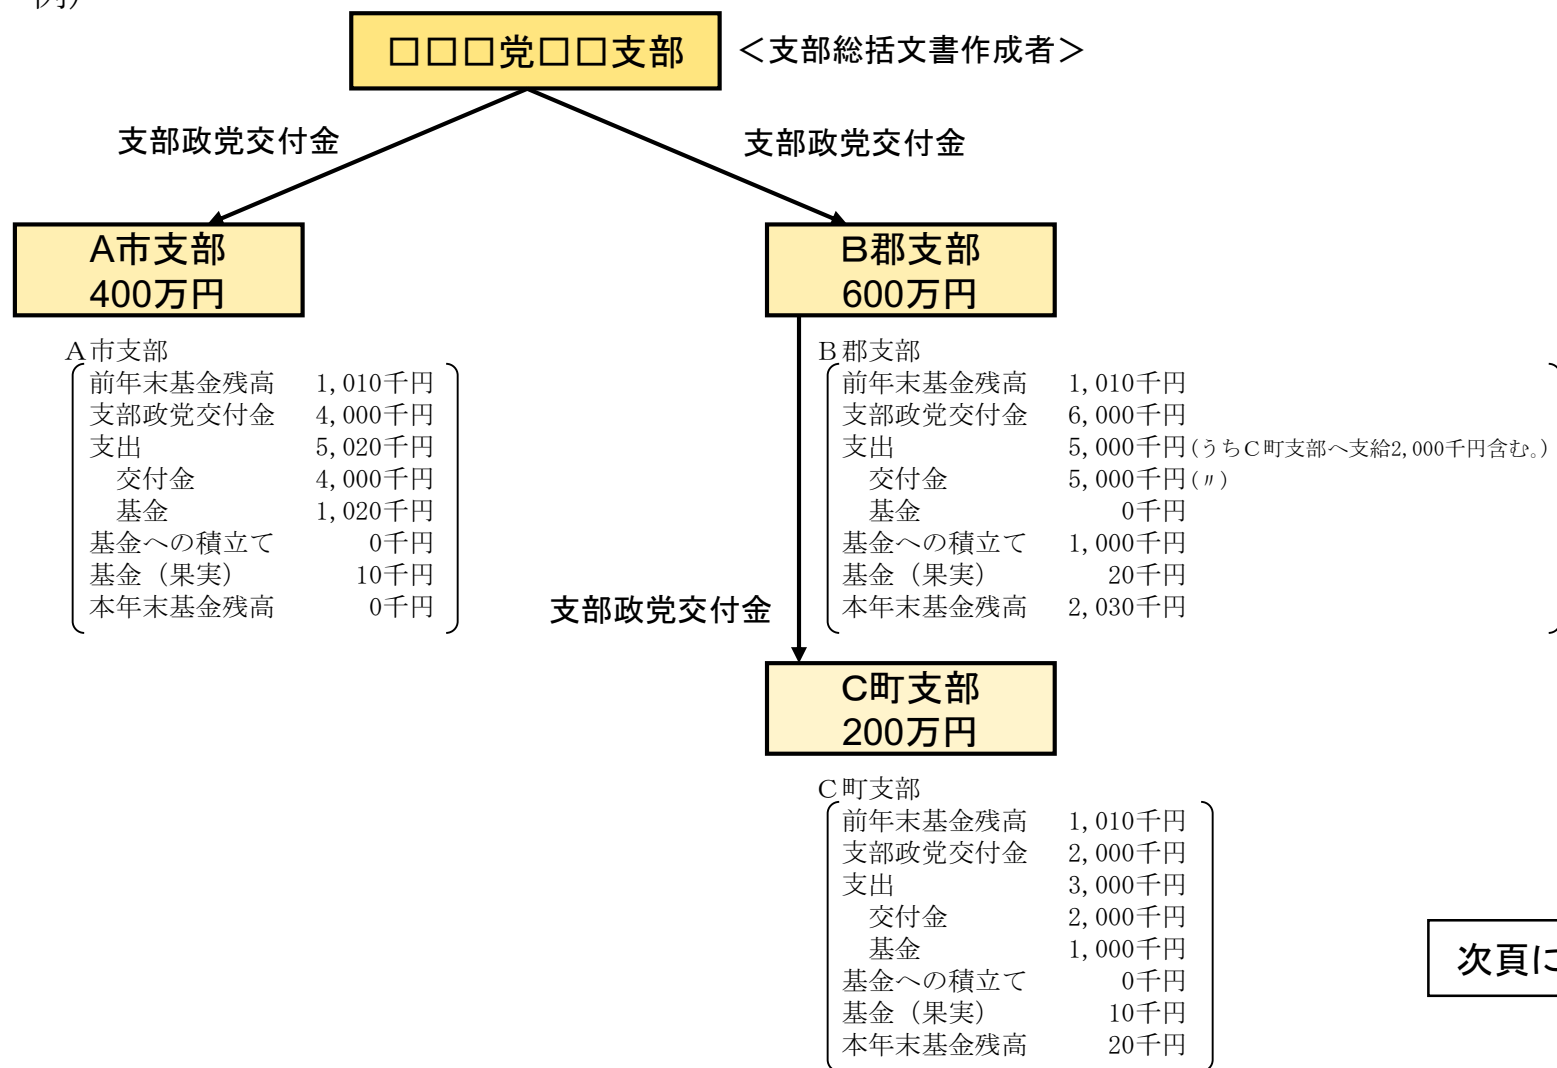 例）
□□□党□□支部
＜支部総括文書作成者＞
支部政党交付金
支部政党交付金
A市支部
400万円
Ｂ郡支部
600万円
Ａ市支部
前年末基金残高 1,010千円
支部政党交付金 4,000千円
支出 5,020千円
交付金 4,000千円
基金 1,020千円
基金への積立て 0千円
基金（果実） 10千円
本年末基金残高 0千円
Ｂ郡支部
前年末基金残高 1,010千円
支部政党交付金 6,000千円
支出 5,000千円(うちＣ町支部へ支給2,000千円含む。)
交付金 5,000千円(〃)
基金 0千円
基金への積立て 1,000千円
基金（果実） 20千円
本年末基金残高 2,030千円
支部政党交付金
C町支部
200万円
Ｃ町支部
前年末基金残高 1,010千円
支部政党交付金 2,000千円
支出 3,000千円
交付金 2,000千円
基金 1,000千円
基金への積立て 0千円
基金（果実） 10千円
本年末基金残高 20千円
次頁に